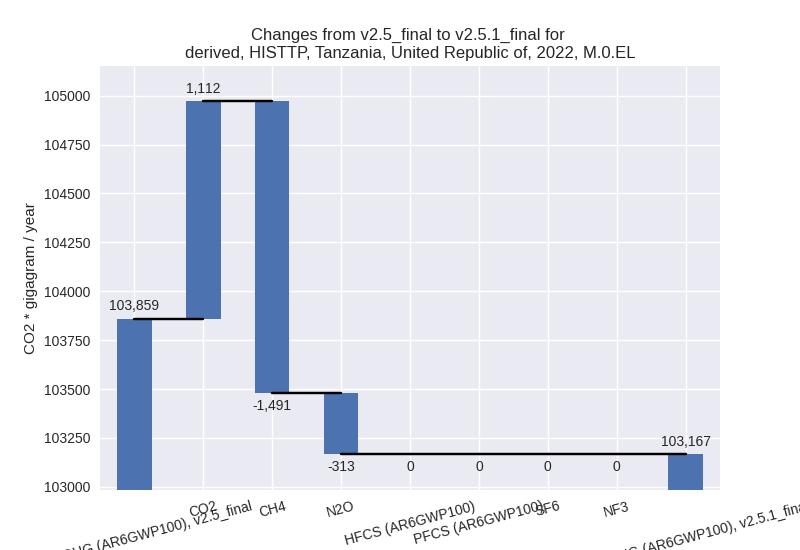 Changes from v2.5_final to v2.5.1_final for
derived, HISTTP, Tanzania, United Republic of, 2022, M.0.EL
CO2 * gigagram / year
105000
104750
104500
104250
104000
103750
103500
103250
103000
103,859
1,112
-1,491
-313
0
0
0
0
103,167
(AR6GWP100), v2.5_final
CO2
CH4
N2O
HFCS (AR6GWP100)
PFCS (AR6GWP100)
SF6
NF3
(AR6GWP100), v2.5.1_final